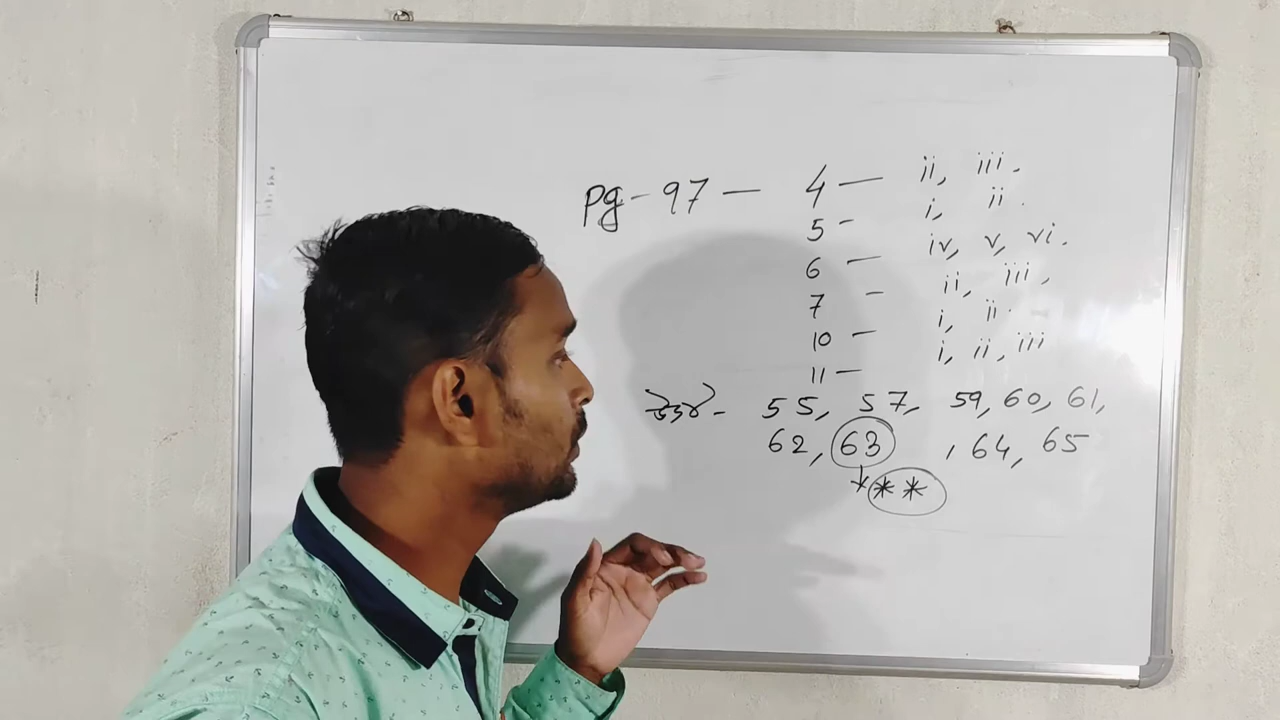 Pg - 97 — 4 — ii, iii.
5 - i, ii.
6 — iv, v, vi.
7 — ii, iii,
10 — i, ii.
11 — i, ii, iii
- 55, 57, 59, 60, 61,
62, 63 , 64, 65
***